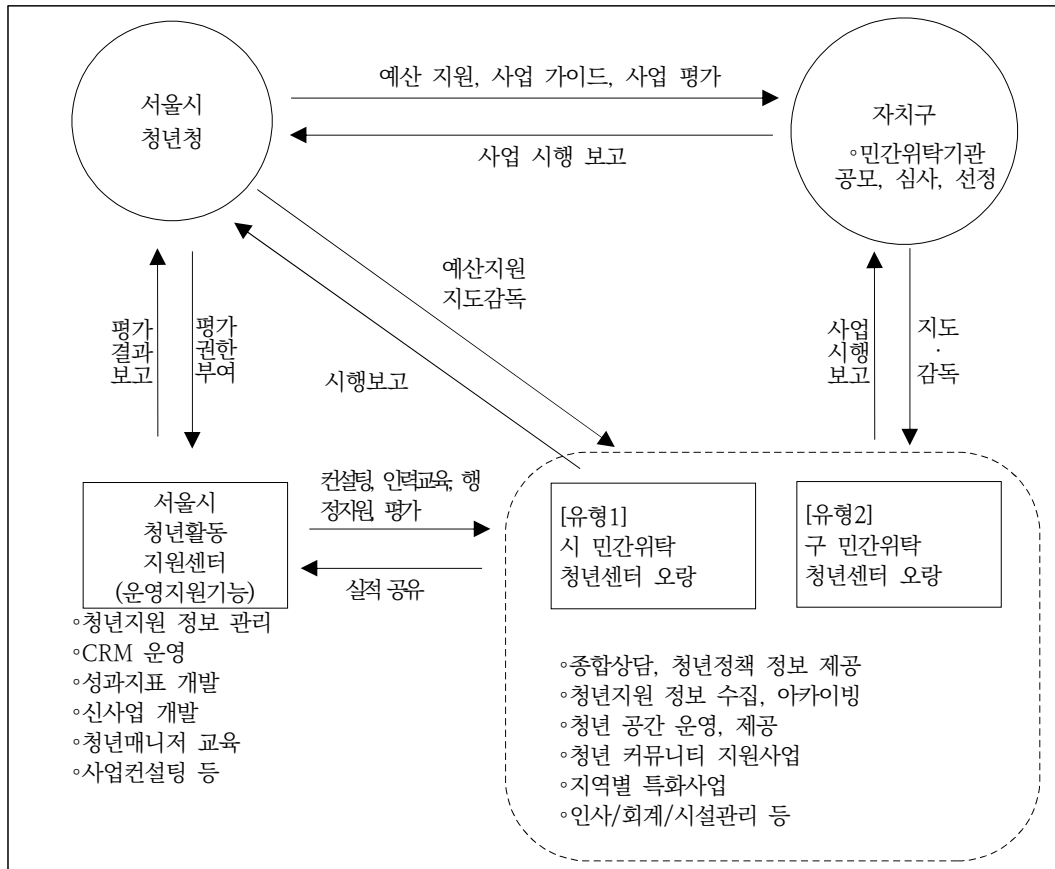 예산 지원, 사업 가이드, 사업 평가
서울시
청년청
사업 시행 보고
자치구
◦민간위탁기관
공모, 심사, 선정
예산지원
지도감독
시행보고
평가
결과
보고
평가
권한
부여
사업
시행
보고
지도
·
감독
서울시
청년활동
지원센터
(운영지원기능)
◦청년지원 정보 관리
◦CRM 운영
◦성과지표 개발
◦신사업 개발
◦청년매니저 교육
◦사업컨설팅 등
컨설팅, 인력교육, 행
정지원, 평가
실적 공유
[유형1]
시 민간위탁
청년센터 오랑
[유형2]
구 민간위탁
청년센터 오랑
◦종합상담, 청년정책 정보 제공
◦청년지원 정보 수집, 아카이빙
◦청년 공간 운영, 제공
◦청년 커뮤니티 지원사업
◦지역별 특화사업
◦인사/회계/시설관리 등